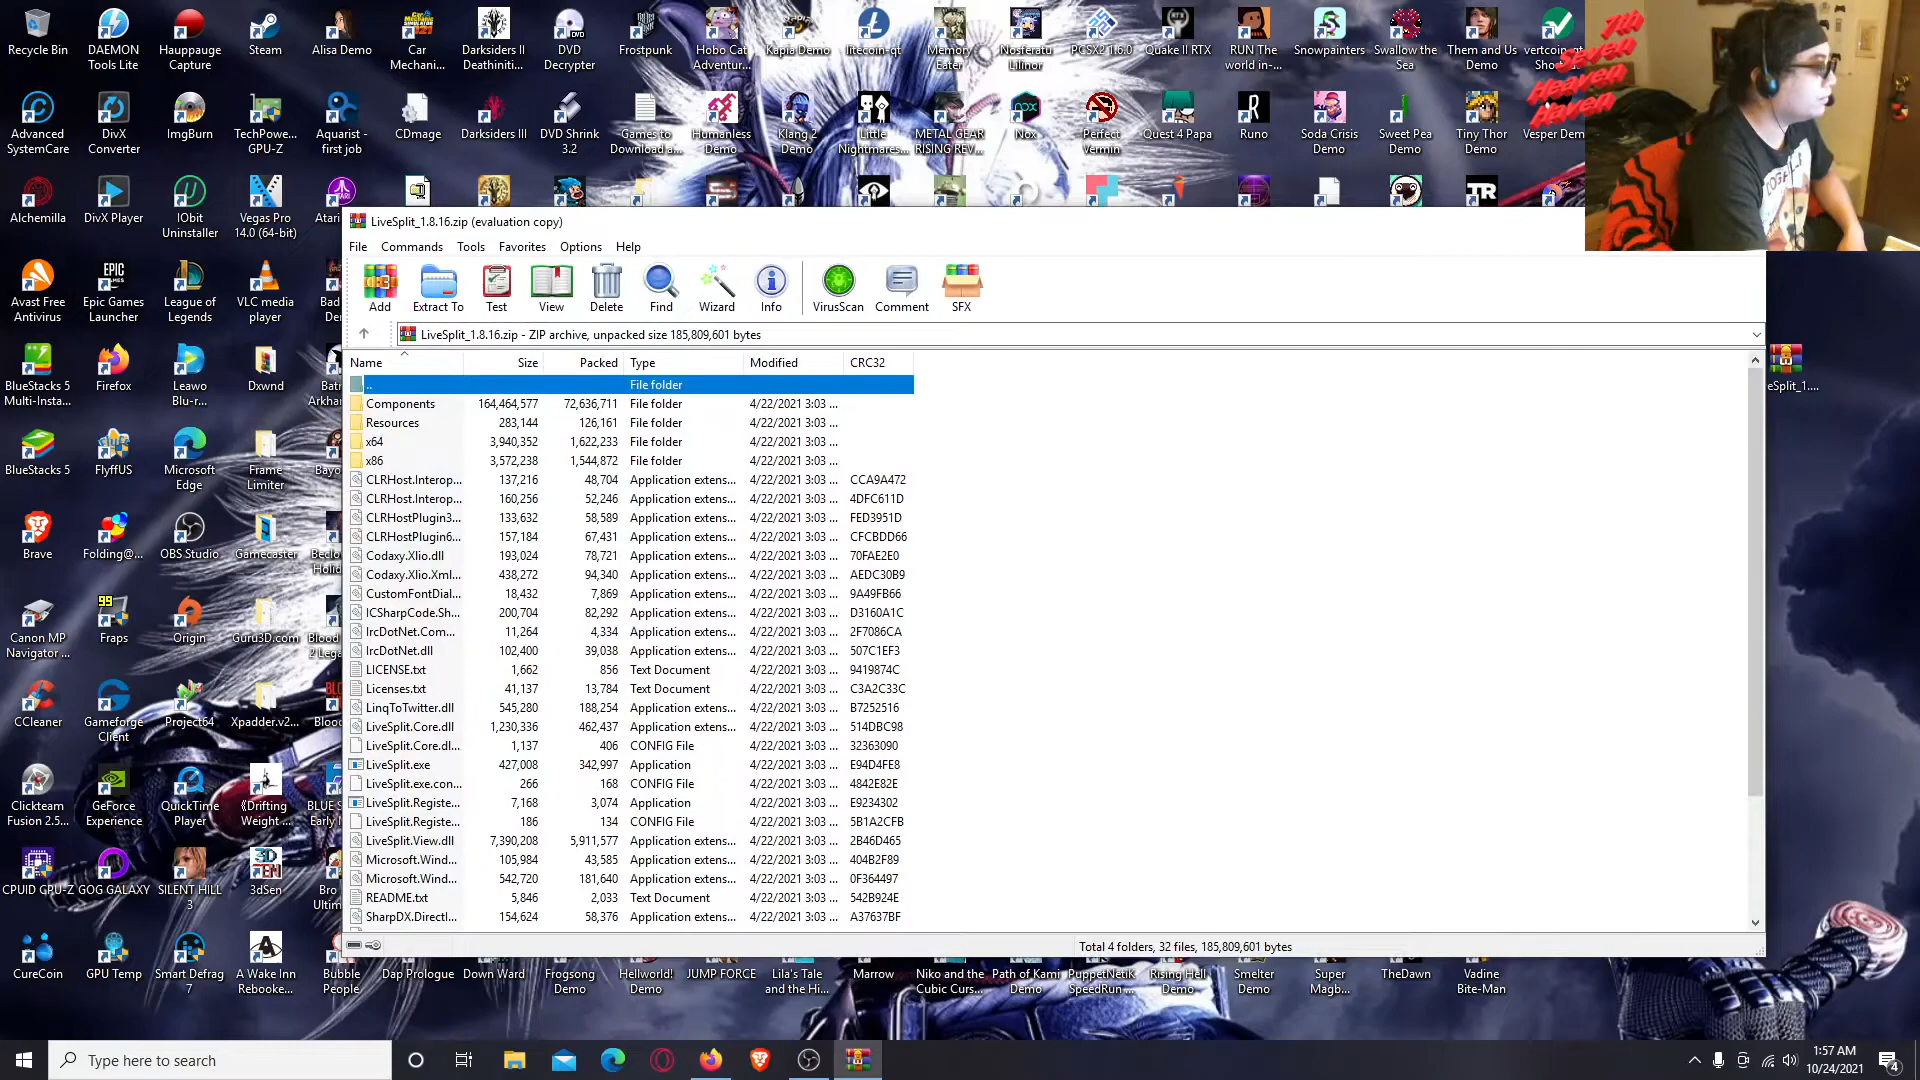 Recycle Bin
DAEMON Tools Lite
Hauppauge Capture
Steam
Alisa Demo
Car Mechani...
Darksiders II Deathiniti...
DVD Decrypter
Frostpunk
Hobo Cat Adventur...
Kapia Demo
litecoin-qt
Memory Eater
Nosferatu Lilinor
PCSX2 1.6.0
Quake II RTX
RUN The world in-...
Snowpainters
Swallow the Sea
Them and Us Demo
7th Seven Heaven Heven
Advanced SystemCare
DivX Converter
ImgBurn
TechPowe... GPU-Z
Aquarist - first job
CDmage
Darksiders III
DVD Shrink 3.2
Games to Download a...
Humanless Demo
Klang 2 Demo
Little Nightmares...
METAL GEAR RISING REV...
Nox
Perfect Vermin
Quest 4 Papa
Runo
Soda Crisis Demo
Sweet Pea Demo
Tiny Thor Demo
Vesper Dem
Alchemilla
DivX Player
IObit Uninstaller
Vegas Pro 14.0 (64-bit)
Atari
LiveSplit_1.8.16.zip (evaluation copy)
File Commands Tools Favorites Options Help
Add Extract To Test View Delete Find Wizard Info VirusScan Comment SFX
LiveSplit_1.8.16.zip - ZIP archive, unpacked size 185,809,601 bytes
Name Size Packed Type Modified CRC32
.. File folder
Components 164,464,577 72,636,711 File folder 4/22/2021 3:03 ...
Resources 283,144 126,161 File folder 4/22/2021 3:03 ...
x64 3,940,352 1,622,233 File folder 4/22/2021 3:03 ...
x86 3,572,238 1,544,872 File folder 4/22/2021 3:03 ...
CLRHost.Interop... 137,216 48,704 Application extens... 4/22/2021 3:03 ... CCA9A472
CLRHost.Interop... 160,256 52,246 Application extens... 4/22/2021 3:03 ... 4DFC611D
CLRHostPlugin3... 133,632 58,589 Application extens... 4/22/2021 3:03 ... FED3951D
CLRHostPlugin6... 157,184 67,431 Application extens... 4/22/2021 3:03 ... CFCBDD66
Codaxy.Xlio.dll 193,024 78,721 Application extens... 4/22/2021 3:03 ... 70FAE2E0
Codaxy.Xlio.Xml... 438,272 94,340 Application extens... 4/22/2021 3:03 ... AEDC30B9
CustomFontDial... 18,432 7,869 Application extens... 4/22/2021 3:03 ... 9A49FB66
ICSharpCode.Sh... 200,704 82,292 Application extens... 4/22/2021 3:03 ... D3160A1C
IrcDotNet.Com... 11,264 4,334 Application extens... 4/22/2021 3:03 ... 2F7086CA
IrcDotNet.dll 102,400 39,038 Application extens... 4/22/2021 3:03 ... 507C1EF3
LICENSE.txt 1,662 856 Text Document 4/22/2021 3:03 ... 9419874C
Licenses.txt 41,137 13,784 Text Document 4/22/2021 3:03 ... C3A2C33C
LinqToTwitter.dll 545,280 188,254 Application extens... 4/22/2021 3:03 ... B7252516
LiveSplit.Core.dll 1,230,336 462,437 Application extens... 4/22/2021 3:03 ... 514DBC98
LiveSplit.Core.dl... 1,137 406 CONFIG File 4/22/2021 3:03 ... 32363090
LiveSplit.exe 427,008 342,997 Application 4/22/2021 3:03 ... E94D4FE8
LiveSplit.exe.con... 266 168 CONFIG File 4/22/2021 3:03 ... 4842E82E
LiveSplit.Registe... 7,168 3,074 Application 4/22/2021 3:03 ... E9234302
LiveSplit.Registe... 186 134 CONFIG File 4/22/2021 3:03 ... 5B1A2CFB
LiveSplit.View.dll 7,390,208 5,911,577 Application extens... 4/22/2021 3:03 ... 2B46D465
Microsoft.Wind... 105,984 43,585 Application extens... 4/22/2021 3:03 ... 404B2F89
Microsoft.Wind... 542,720 181,640 Application extens... 4/22/2021 3:03 ... 0F364497
README.txt 5,846 2,033 Text Document 4/22/2021 3:03 ... 542B924E
SharpDX.DirectI... 154,624 58,376 Application extens... 4/22/2021 3:03 ... A37637BF
Total 4 folders, 32 files, 185,809,601 bytes
eSplit_1....
Avast Free Antivirus
Epic Games Launcher
League of Legends
VLC media player
BlueStacks 5 Multi-Insta...
Firefox
Leawo Blu-r...
Dxwnd
BlueStacks 5
FlyffUS
Microsoft Edge
Frame Limiter
Brave
Folding@...
OBS Studio
Gamecaster
Canon MP Navigator ...
99
Fraps
Origin
Guru3D.com
CCleaner
Gameforge Client
Project64
Xpadder.v2...
Clickteam Fusion 2.5...
GeForce Experience
QuickTime Player
《Drifting Weight ...
CPUID GPU-Z
GOG GALAXY
SILENT HILL 3
3dSen
CureCoin
GPU Temp
Smart Defrag 7
A Wake Inn Rebooke...
Bubble People
Dap Prologue
Down Ward
Frogsong Demo
Hellworld! Demo
JUMP FORCE
Lila's Tale and the Hi...
Marrow
Niko and the Cubic Curs...
Path of Kami Demo
PuppetNetiK SpeedRun ...
Rising Hell Demo
Smelter Demo
Super Magb...
TheDawn
Vadine Bite-Man
Type here to search
1:57 AM
10/24/2021
4